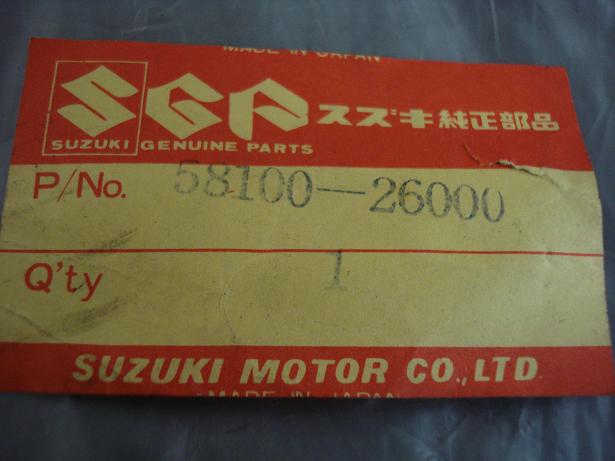 MADE IN JAPAN
SGP スズキ純正部品
SUZUKI GENUINE PARTS
P/No. 58100-26000
Q'ty 1
SUZUKI MOTOR CO., LTD.
MADE IN JAPAN